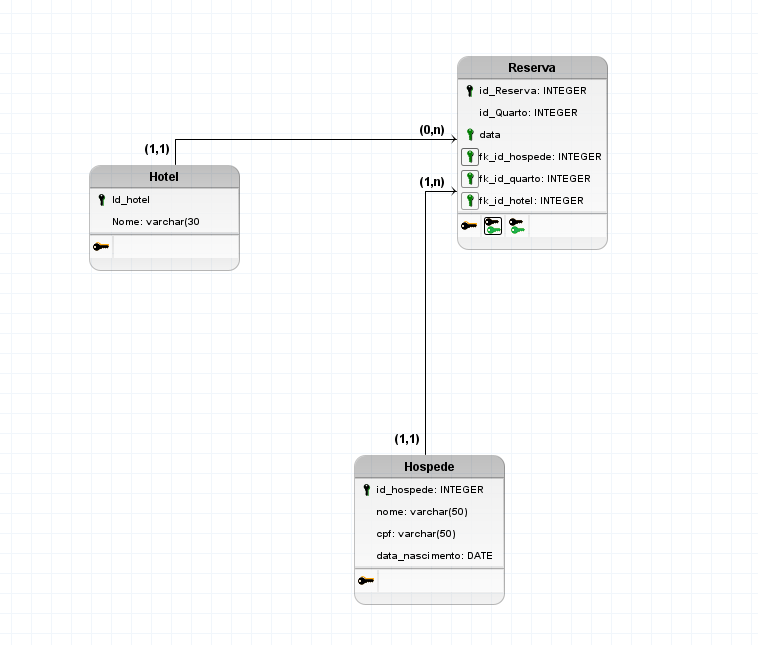 Reserva
id_Reserva: INTEGER
id_Quarto: INTEGER
data
fk_id_hospede: INTEGER
fk_id_quarto: INTEGER
fk_id_hotel: INTEGER
(0,n)
(1,1)
(1,n)
Hotel
Id_hotel
Nome: varchar(30
(1,1)
Hospede
id_hospede: INTEGER
nome: varchar(50)
cpf: varchar(50)
data_nascimento: DATE